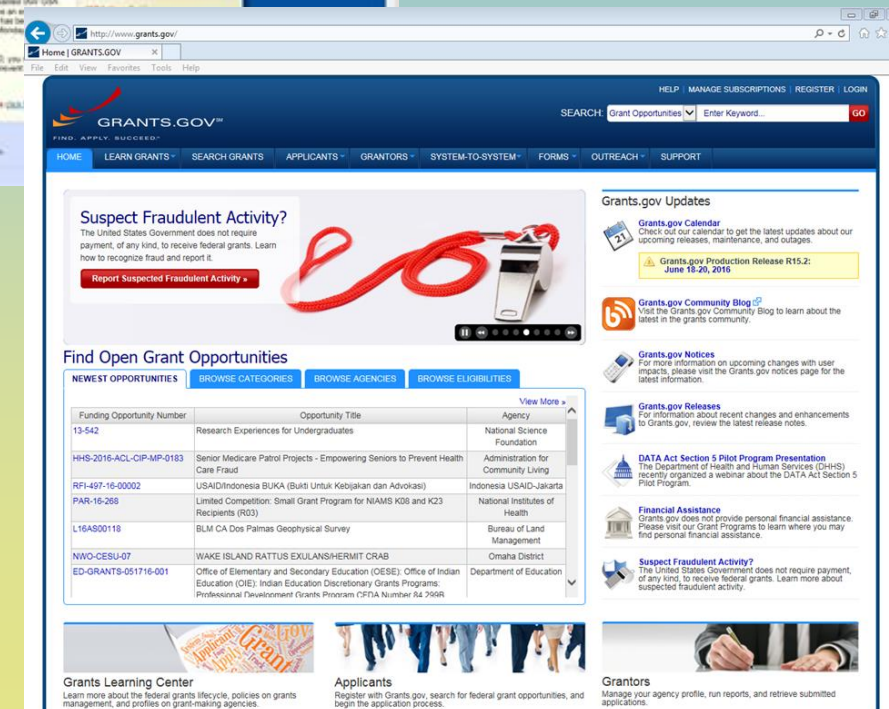 http://www.grants.gov/
Home | GRANTS.GOV
File Edit View Favorites Tools Help
HELP | MANAGE SUBSCRIPTIONS | REGISTER | LOGIN
GRANTS.GOV℠
FIND. APPLY. SUCCEED.℠
SEARCH: Grant Opportunities Enter Keyword... GO
HOME LEARN GRANTS SEARCH GRANTS APPLICANTS GRANTORS SYSTEM-TO-SYSTEM FORMS OUTREACH SUPPORT
Suspect Fraudulent Activity?
The United States Government does not require
payment, of any kind, to receive federal grants. Learn
how to recognize fraud and report it.
Report Suspected Fraudulent Activity »
Find Open Grant Opportunities
NEWEST OPPORTUNITIES BROWSE CATEGORIES BROWSE AGENCIES BROWSE ELIGIBILITIES
View More »
Funding Opportunity Number Opportunity Title Agency
13-542 Research Experiences for Undergraduates National Science
Foundation
HHS-2016-ACL-CIP-MP-0183 Senior Medicare Patrol Projects - Empowering Seniors to Prevent Health Administration for
Care Fraud Community Living
RFI-497-16-00002 USAID/Indonesia BUKA (Bukti Untuk Kebijakan dan Advokasi) Indonesia USAID-Jakarta
PAR-16-268 Limited Competition: Small Grant Program for NIAMS K08 and K23 National Institutes of
Recipients (R03) Health
L16AS00118 BLM CA Dos Palmas Geophysical Survey Bureau of Land
Management
NWO-CESU-07 WAKE ISLAND RATTUS EXULANS/HERMIT CRAB Omaha District
ED-GRANTS-051716-001 Office of Elementary and Secondary Education (OESE): Office of Indian Department of Education
Education (OIE): Indian Education Discretionary Grants Programs:
Professional Development Grants Program CFDA Number 84.299B
Grants.gov Updates
21
Grants.gov Calendar
Check out our calendar to get the latest updates about our
upcoming releases, maintenance, and outages.
Grants.gov Production Release R15.2:
June 18-20, 2016
Grants.gov Community Blog
Visit the Grants.gov Community Blog to learn about the
latest in the grants community.
Grants.gov Notices
For more information on upcoming changes with user
impacts, please visit the Grants.gov notices page for the
latest information.
Grants.gov Releases
For information about recent changes and enhancements
to Grants.gov, review the latest release notes.
DATA Act Section 5 Pilot Program Presentation
The Department of Health and Human Services (DHHS)
recently organized a webinar about the DATA Act Section 5
Pilot Program.
Financial Assistance
Grants.gov does not provide personal financial assistance.
Please visit our Grant Programs to learn where you may
find personal financial assistance.
Suspect Fraudulent Activity?
The United States Government does not require payment,
of any kind, to receive federal grants. Learn more about
suspected fraudulent activity.
Grants Learning Center
Learn more about the federal grants lifecycle, policies on grants
management, and profiles on grant-making agencies.
Applicants
Register with Grants.gov, search for federal grant opportunities, and
begin the application process.
Grantors
Manage your agency profile, run reports, and retrieve submitted
applications.